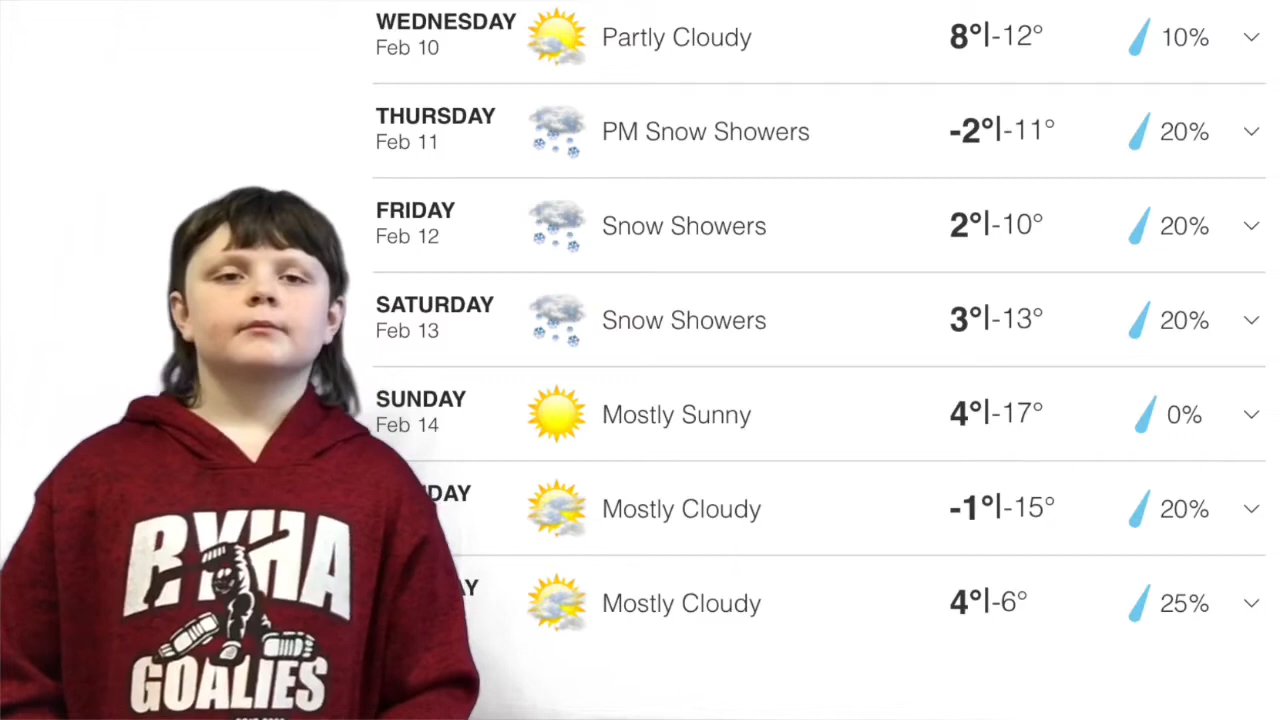 WEDNESDAY
Feb 10
Partly Cloudy
8°|-12°
10%
THURSDAY
Feb 11
PM Snow Showers
-2°|-11°
20%
FRIDAY
Feb 12
Snow Showers
2°|-10°
20%
SATURDAY
Feb 13
Snow Showers
3°|-13°
20%
SUNDAY
Feb 14
Mostly Sunny
4°|-17°
0%
DAY
Mostly Cloudy
-1°|-15°
20%
AY
Mostly Cloudy
4°|-6°
25%
RYHA
GOALIES